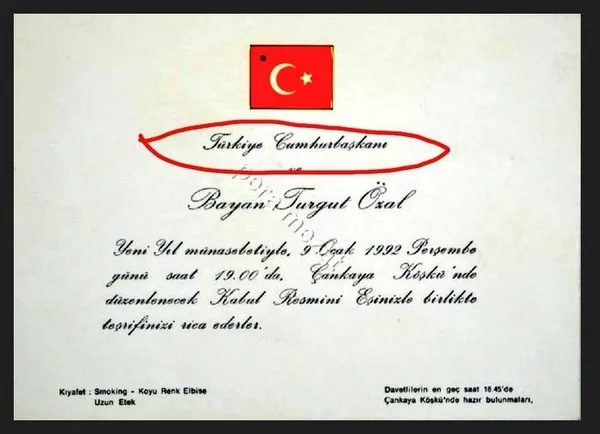 Türkiye Cumhurbaşkanı
ve
Bayan Turgut Özal
Yeni Yıl münasebetiyle, 9 Ocak 1992 Perşembe
günü saat 19.00'da, Çankaya Köşkü'nde
düzenlenecek Kabul Resmini Eşinizle birlikte
teşrifinizi rica ederler.
Kıyafet : Smoking - Koyu Renk Elbise
Uzun Etek
Davetlilerin en geç saat 18.45'de
Çankaya Köşkü'nde hazır bulunmaları,